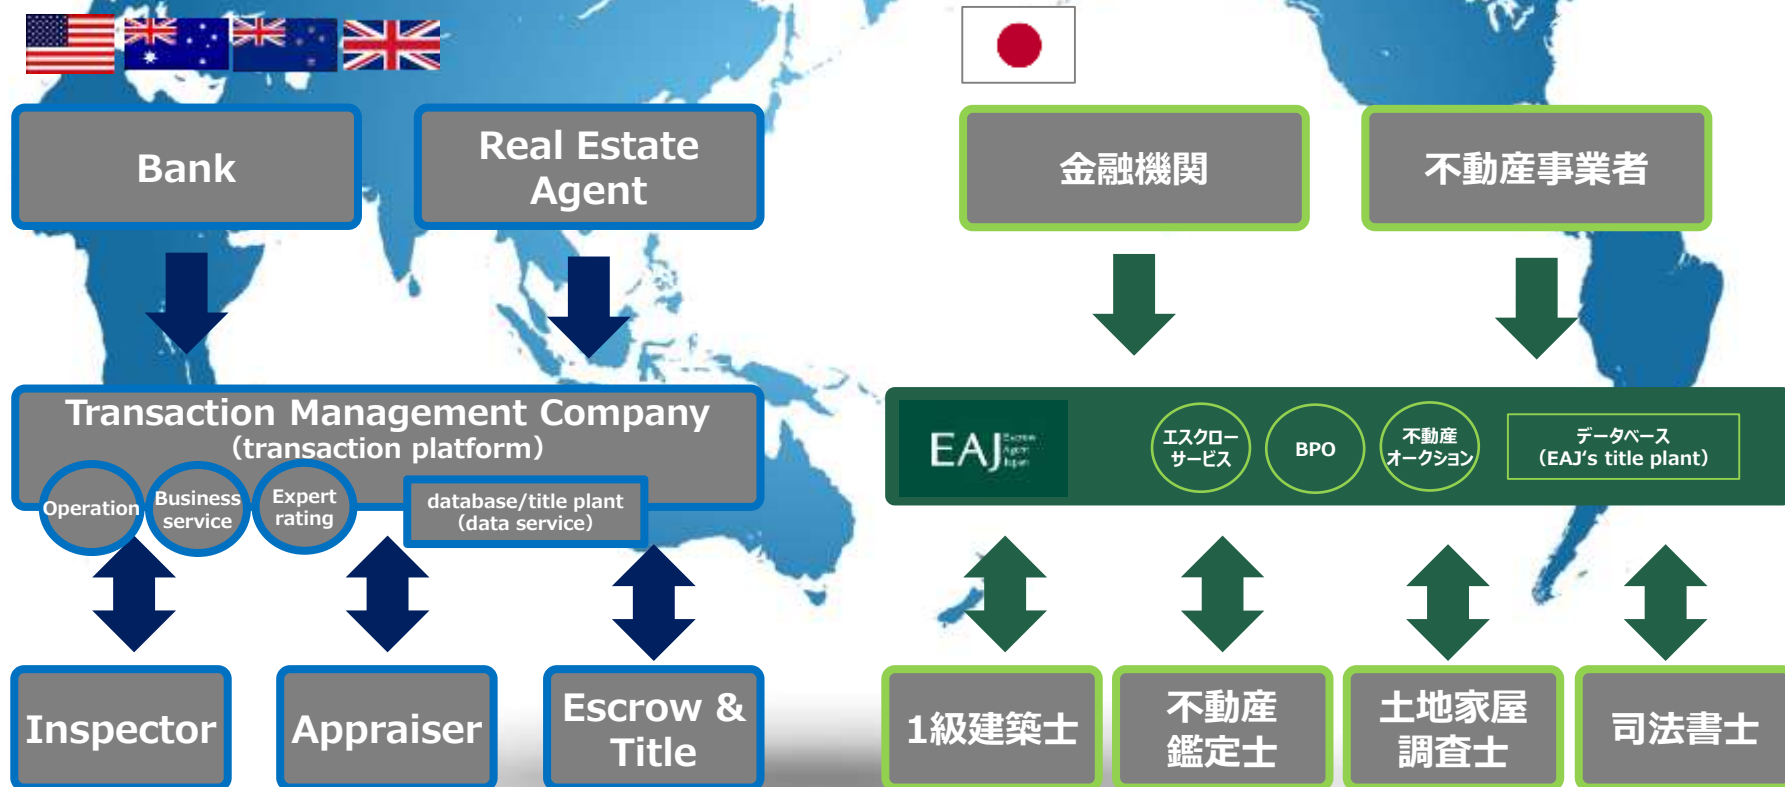 Bank
Real Estate
Agent
金融機関
不動産事業者
Transaction Management Company
(transaction platform)
Operation
Business
service
Expert
rating
database/title plant
(data service)
EAJ
Escrow
Agent
Japan
エスクロー
サービス
BPO
不動産
オークション
データベース
(EAJ‘s title plant)
Inspector
Appraiser
Escrow &
Title
1級建築士
不動産
鑑定士
土地家屋
調査士
司法書士